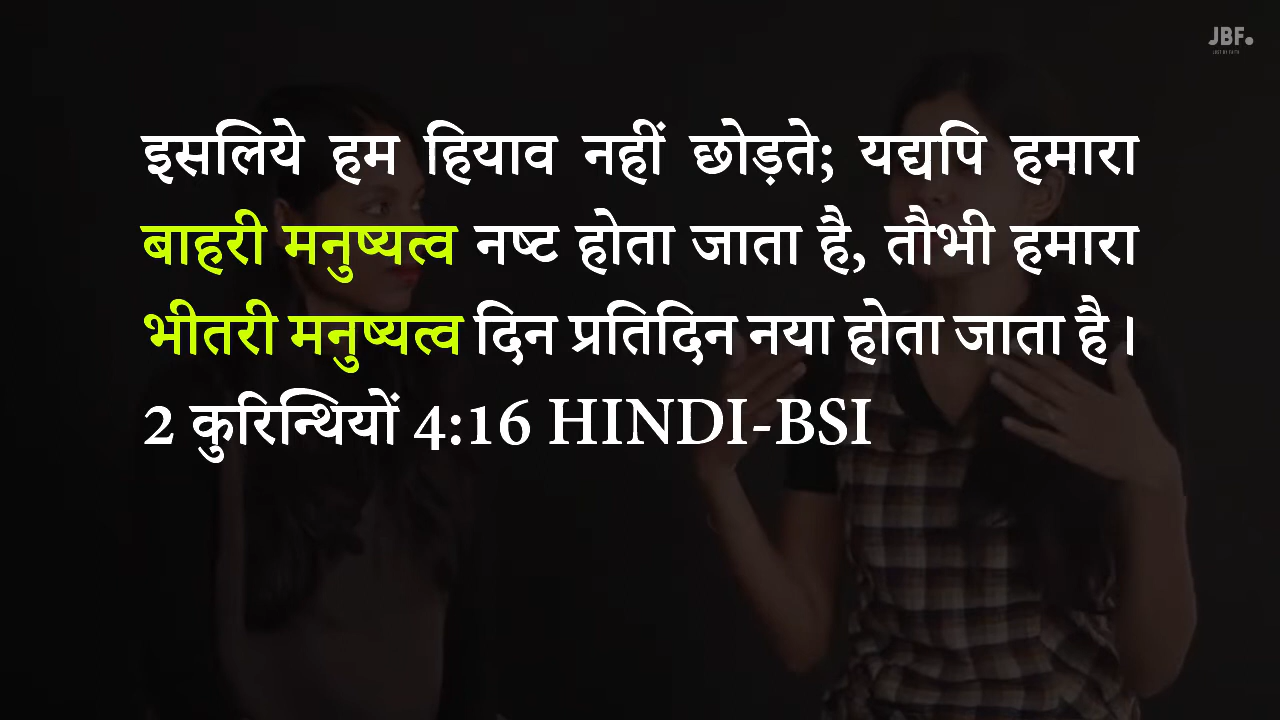 JBF.
इसलिये हम हियाव नहीं छोड़ते; यद्यपि हमारा
बाहरी मनुष्यत्व नष्ट होता जाता है, तौभी हमारा
भीतरी मनुष्यत्व दिन प्रतिदिन नया होता जाता है।
2 कुरिन्थियों 4:16 HINDI-BSI